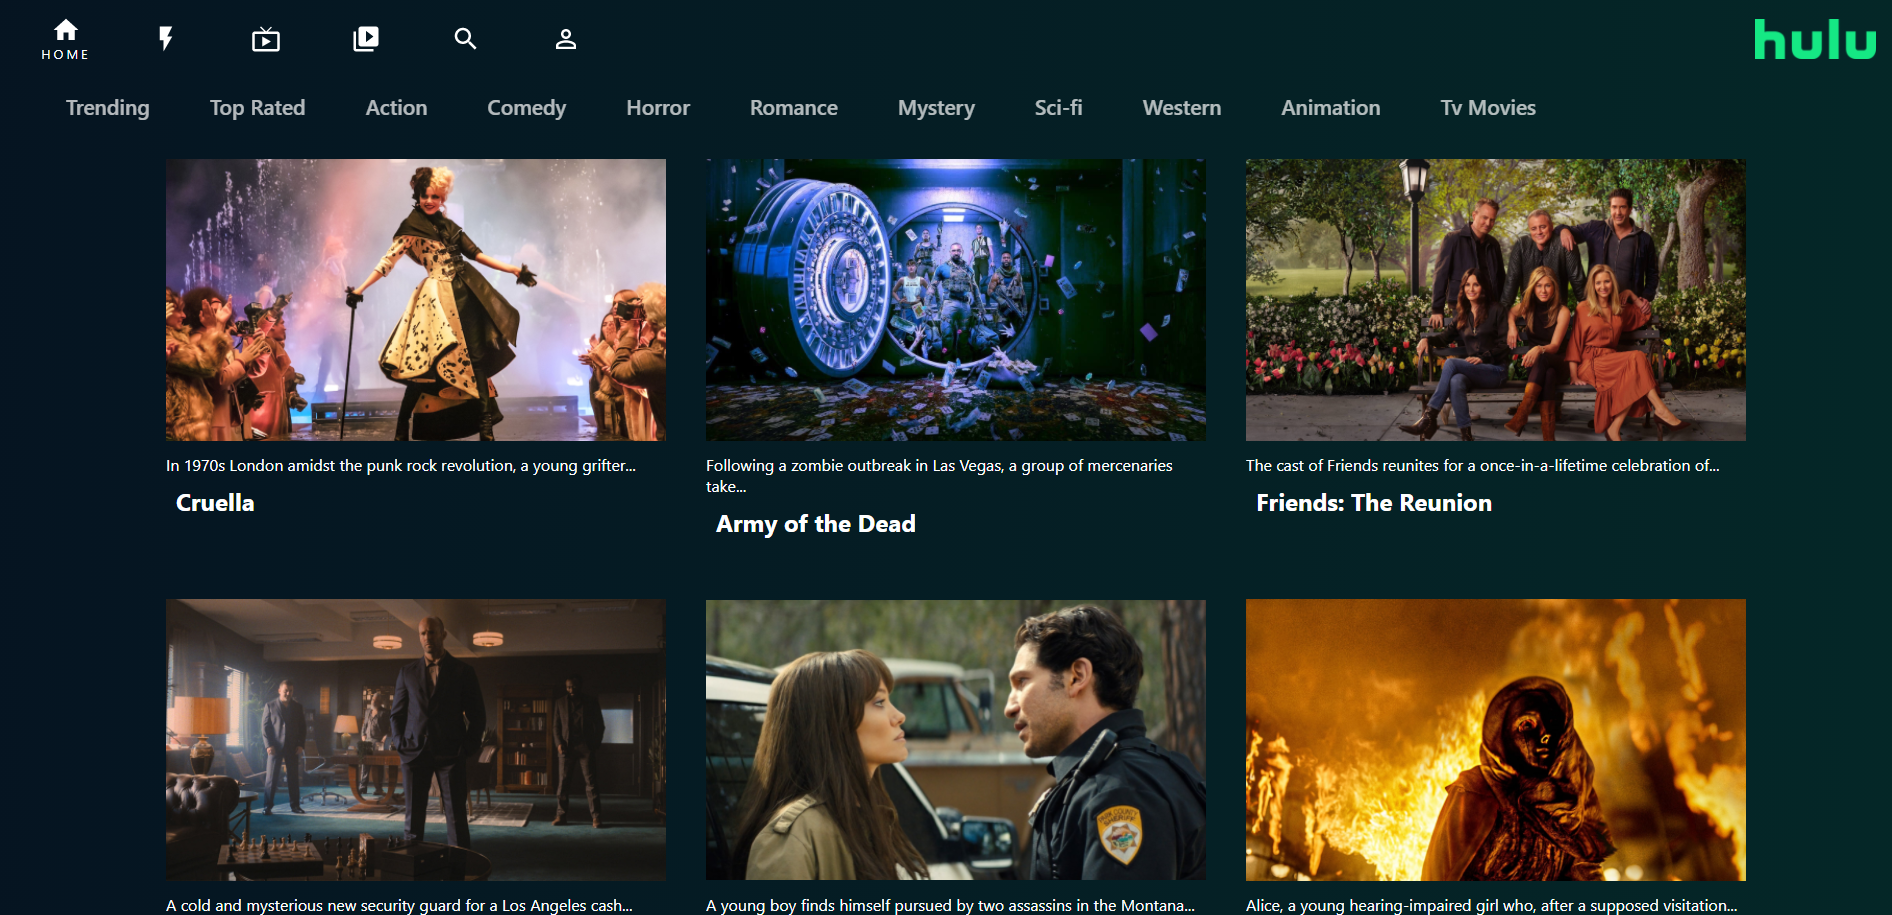 HOME
hulu
Trending Top Rated Action Comedy Horror Romance Mystery Sci-fi Western Animation Tv Movies
In 1970s London amidst the punk rock revolution, a young grifter...
Cruella
Following a zombie outbreak in Las Vegas, a group of mercenaries
take...
Army of the Dead
The cast of Friends reunites for a once-in-a-lifetime celebration of...
Friends: The Reunion
SHERIFF
A cold and mysterious new security guard for a Los Angeles cash...
A young boy finds himself pursued by two assassins in the Montana...
Alice, a young hearing-impaired girl who, after a supposed visitation...